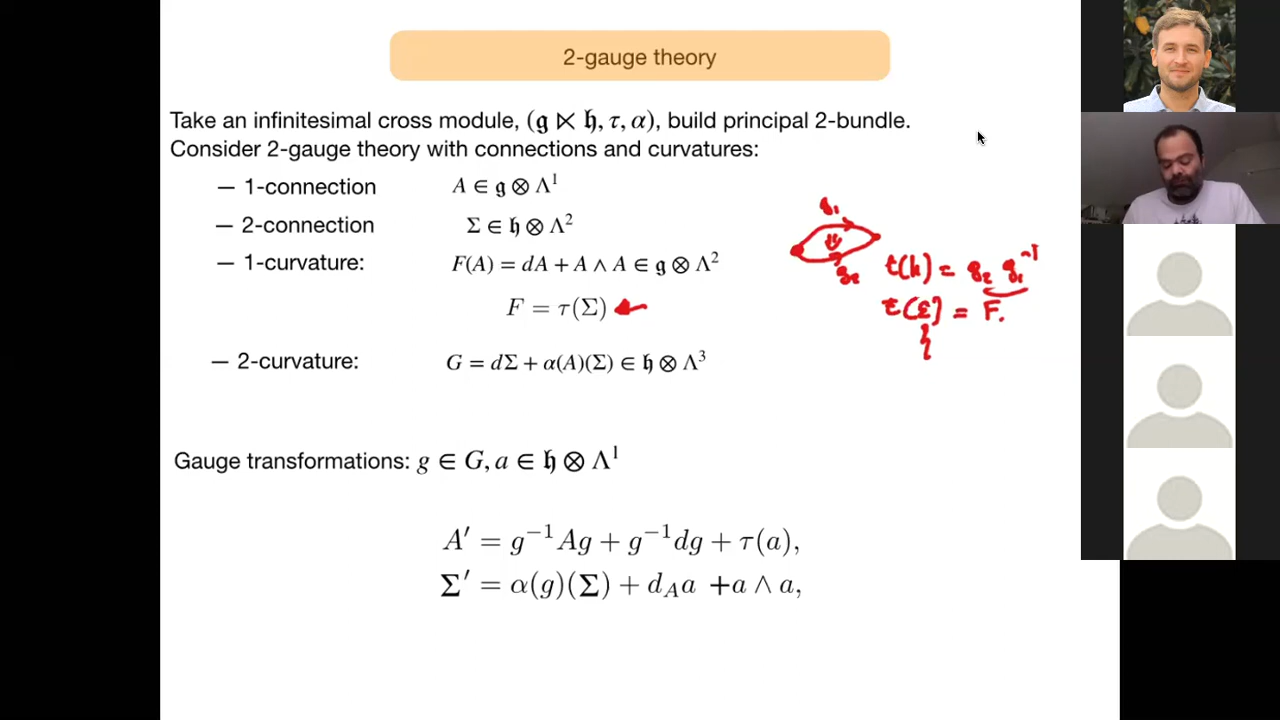 2-gauge theory
Take an infinitesimal cross module, (𝔤 ⋉ 𝔥, τ, α), build principal 2-bundle.
Consider 2-gauge theory with connections and curvatures:
— 1-connection A ∈ 𝔤 ⊗ Λ¹
— 2-connection Σ ∈ 𝔥 ⊗ Λ²
— 1-curvature: F(A) = dA + A ∧ A ∈ 𝔤 ⊗ Λ²
F = τ(Σ)
— 2-curvature: G = dΣ + α(A)(Σ) ∈ 𝔥 ⊗ Λ³
g₁
g₂
t(h) = g₂ g₁⁻¹
t(Σ) = F.
Gauge transformations: g ∈ G, a ∈ 𝔥 ⊗ Λ¹
A′ = g⁻¹Ag + g⁻¹dg + τ(a),
Σ′ = α(g)(Σ) + d_A a +a ∧ a,